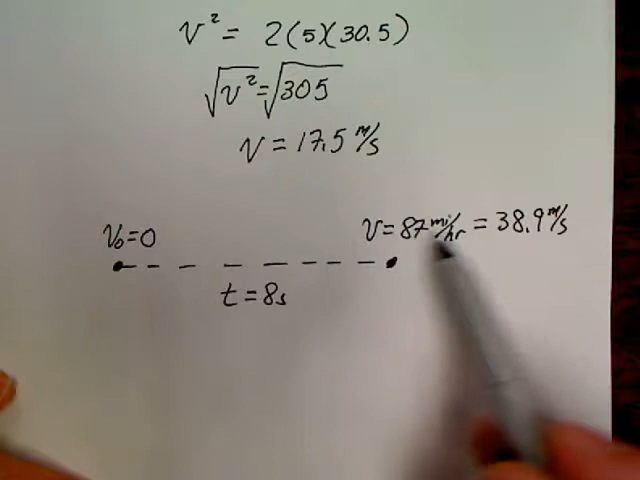 v² = 2(5)(30.5)
√v² = √305
v = 17.5 m/s
v₀=0
v=87 mi/hr = 38.9 m/s
t = 8s